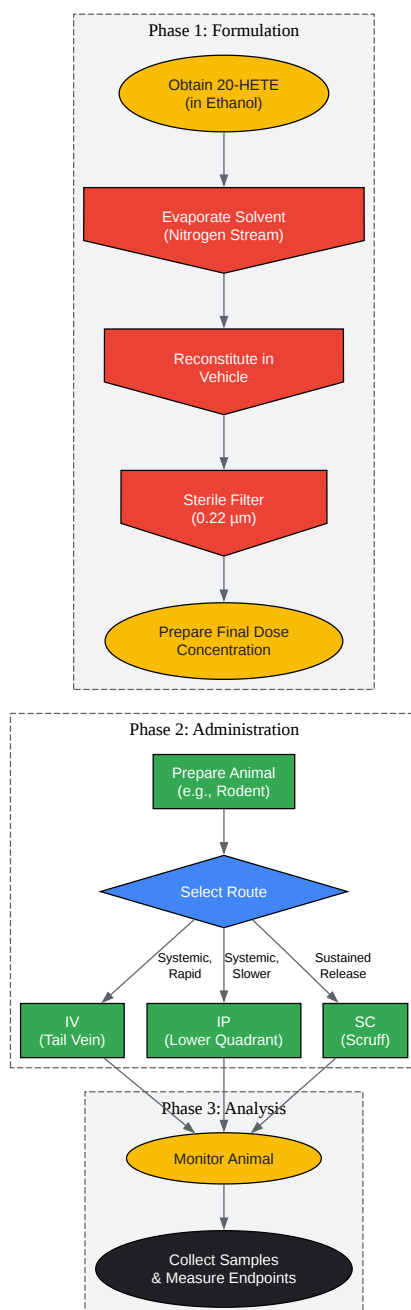 Phase 1: Formulation
Obtain 20-HETE
(in Ethanol)
Evaporate Solvent
(Nitrogen Stream)
Reconstitute in
Vehicle
Sterile Filter
(0.22 µm)
Prepare Final Dose
Concentration
Phase 2: Administration
Prepare Animal
(e.g., Rodent)
Select Route
Systemic,
Rapid
Systemic,
Slower
Sustained
Release
IV
(Tail Vein)
IP
(Lower Quadrant)
SC
(Scruff)
Phase 3: Analysis
Monitor Animal
Collect Samples
& Measure Endpoints